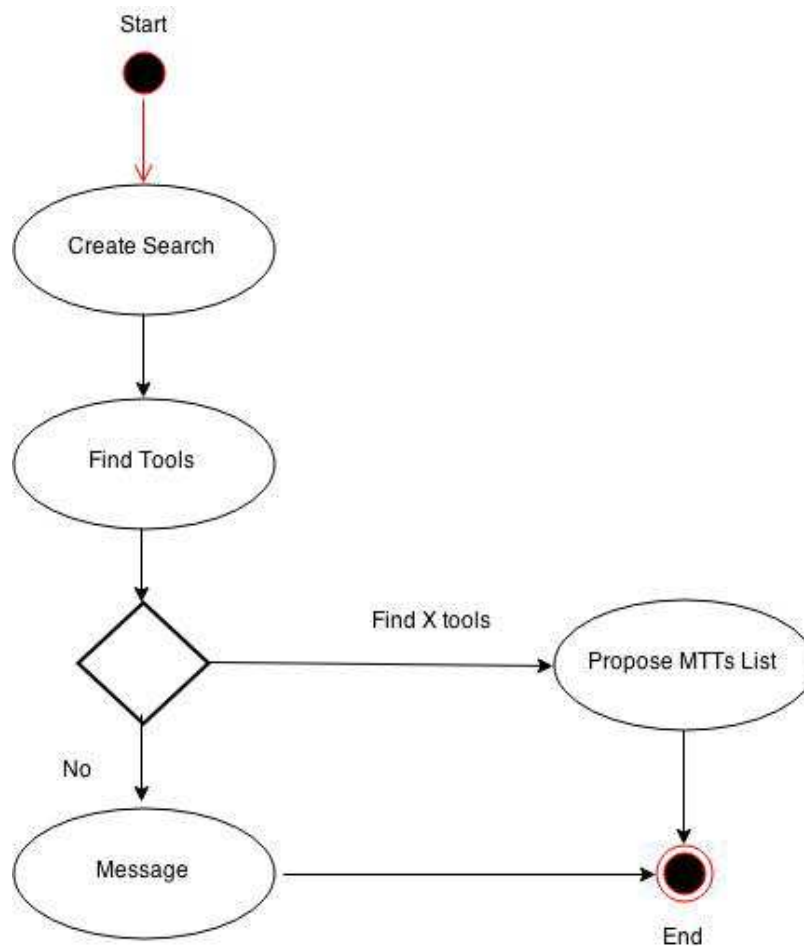 Start
Create Search
Find Tools
Find X tools
Propose MTTs List
No
Message
End